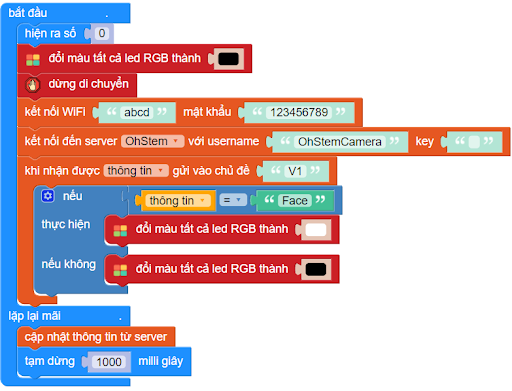 bắt đầu .
hiện ra số 0
đổi màu tất cả led RGB thành
dừng di chuyển
kết nối WIFI “ abcd ” mật khẩu “ 123456789 ”
kết nối đến server OhStem với username “ OhStemCamera ” key “ ”
khi nhận được thông tin gửi vào chủ đề “ V1 ”
nếu thông tin = “ Face ”
thực hiện đổi màu tất cả led RGB thành
nếu không đổi màu tất cả led RGB thành
lặp lại mãi .
cập nhật thông tin từ server
tạm dừng 1000 milli giây